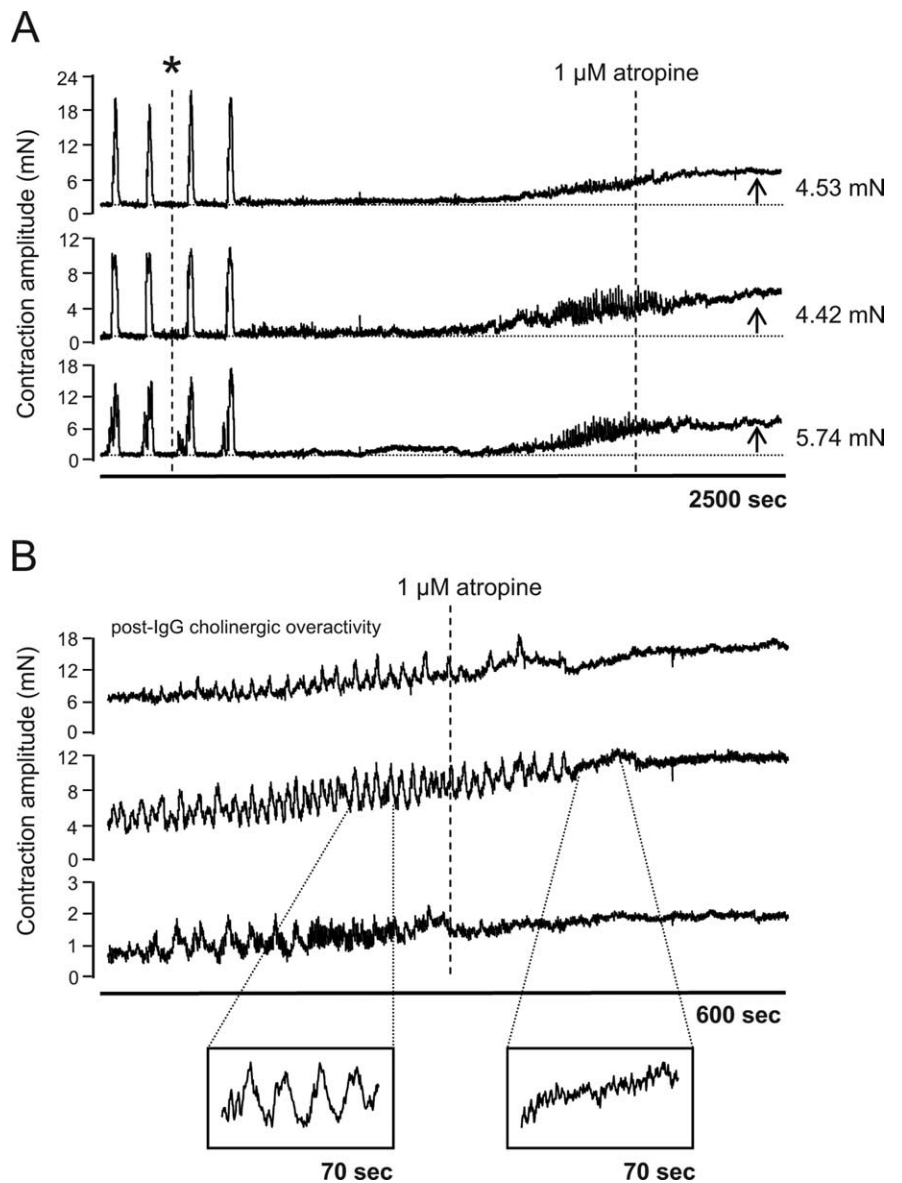 A
*
1 µM atropine
Contraction amplitude (mN)
24
18
12
6
0
4.53 mN
12
8
4
0
4.42 mN
18
12
6
0
5.74 mN
2500 sec
B
1 µM atropine
post-IgG cholinergic overactivity
Contraction amplitude (mN)
18
12
6
0
12
8
4
0
3
2
1
0
600 sec
70 sec
70 sec